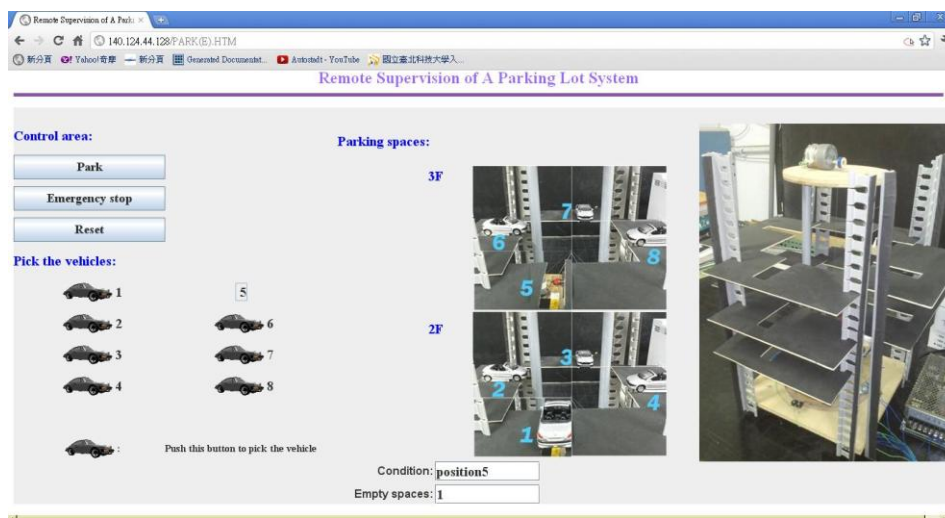 Remote Supervision of A Parki
140.124.44.128/PARK(E).HTM
新分頁 Yahoo!奇摩 新分頁 Generated Documentat... Autostadt - YouTube 國立臺北科技大學入...
Remote Supervision of A Parking Lot System
Control area:
Park
Emergency stop
Reset
Pick the vehicles:
1 5
2 6
3 7
4 8
: Push this button to pick the vehicle
Parking spaces:
3F
7
6
8
5
2F
3
2
4
1
Condition: position5
Empty spaces: 1